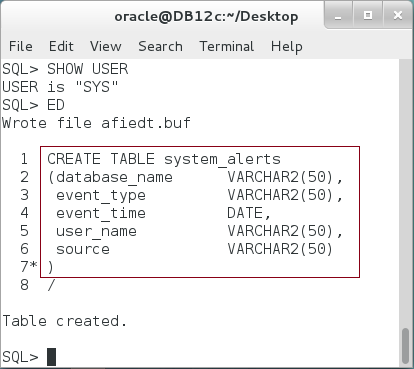 oracle@DB12c:~/Desktop
File Edit View Search Terminal Help
SQL> SHOW USER
USER is "SYS"
SQL> ED
Wrote file afiedt.buf
1 CREATE TABLE system_alerts
2 (database_name VARCHAR2(50),
3 event_type VARCHAR2(50),
4 event_time DATE,
5 user_name VARCHAR2(50),
6 source VARCHAR2(50)
7* )
8 /
Table created.
SQL>